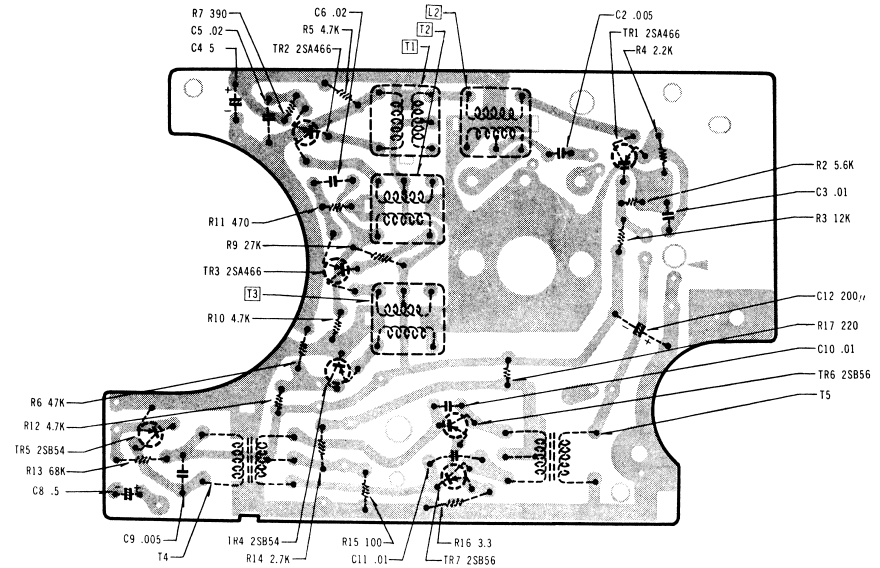 R7 390
C6 .02
L2
C2 .005
C5 .02
R5 4.7K
T2
TR1 2SA466
C4 5
TR2 2SA466
T1
R4 2.2K
R2 5.6K
C3 .01
R11 470
R3 12K
R9 27K
TR3 2SA466
T3
C12 200
R10 4.7K
R17 220
C10 .01
TR6 2SB56
R6 47K
T5
R12 4.7K
TR5 2SB54
R13 68K
C8 .5
C9 .005
TR4 2SB54
R15 100
R16 3.3
T4
R14 2.7K
C11 .01
TR7 2SB56